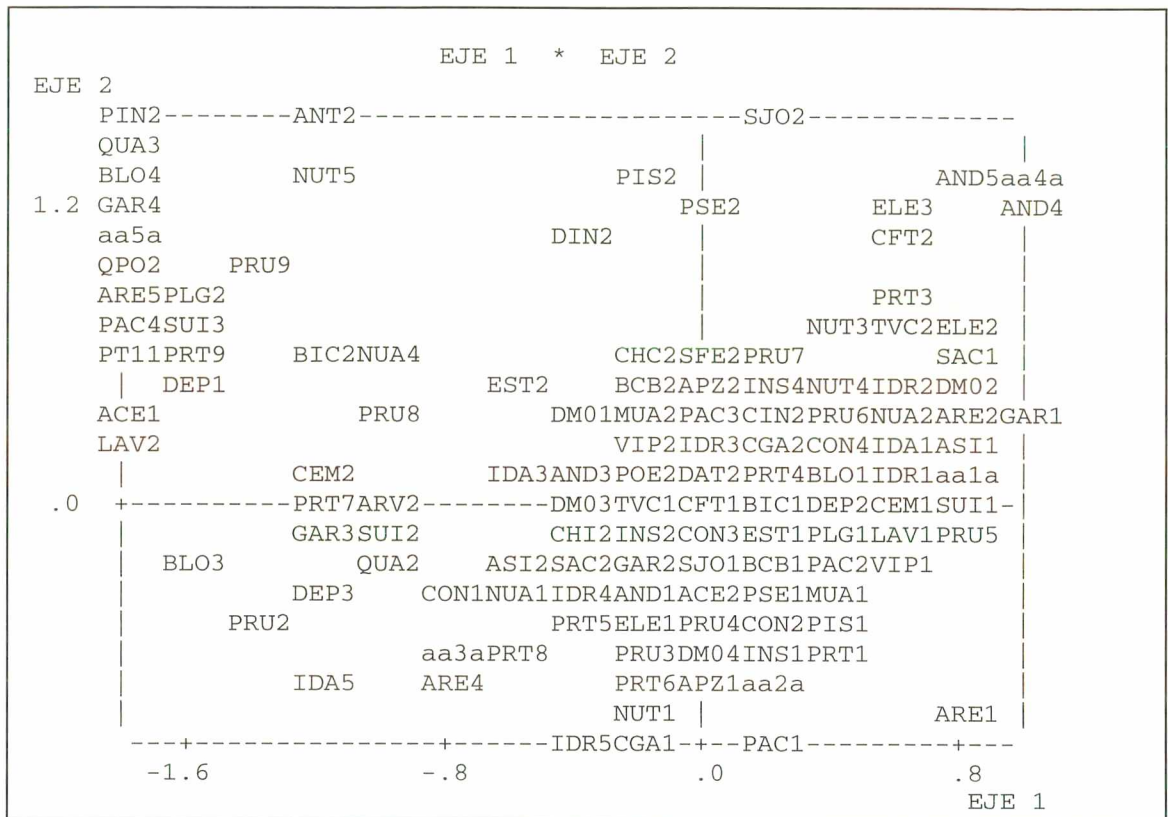 EJE 1 * EJE 2
EJE 2
PIN2--------ANT2------------------------SJO2-------------
QUA3 | |
BLO4 NUT5 PIS2 | AND5aa4a
1.2 GAR4 PSE2 ELE3 AND4
aa5a DIN2 | CFT2 |
QPO2 PRU9 | |
ARE5PLG2 | PRT3 |
PAC4SUI3 | NUT3TVC2ELE2 |
PT11PRT9 BIC2NUA4 CHC2SFE2PRU7 SAC1 |
| DEP1 EST2 BCB2APZ2INS4NUT4IDR2DM02 |
ACE1 PRU8 DM01MUA2PAC3CIN2PRU6NUA2ARE2GAR1
LAV2 VIP2IDR3CGA2CON4IDA1ASI1 |
| CEM2 IDA3AND3POE2DAT2PRT4BLO1IDR1aa1a |
.0 +----------PRT7ARV2--------DM03TVC1CFT1BIC1DEP2CEM1SUI1-|
| GAR3SUI2 CHI2INS2CON3EST1PLG1LAV1PRU5 |
| BLO3 QUA2 ASI2SAC2GAR2SJO1BCB1PAC2VIP1 |
| DEP3 CON1NUA1IDR4AND1ACE2PSE1MUA1 |
| PRU2 PRT5ELE1PRU4CON2PIS1 |
| aa3aPRT8 PRU3DM04INS1PRT1 |
| IDA5 ARE4 PRT6APZ1aa2a |
| NUT1 | ARE1 |
---+----------------+------IDR5CGA1-+--PAC1---------+---
-1.6 -.8 .0 .8
EJE 1